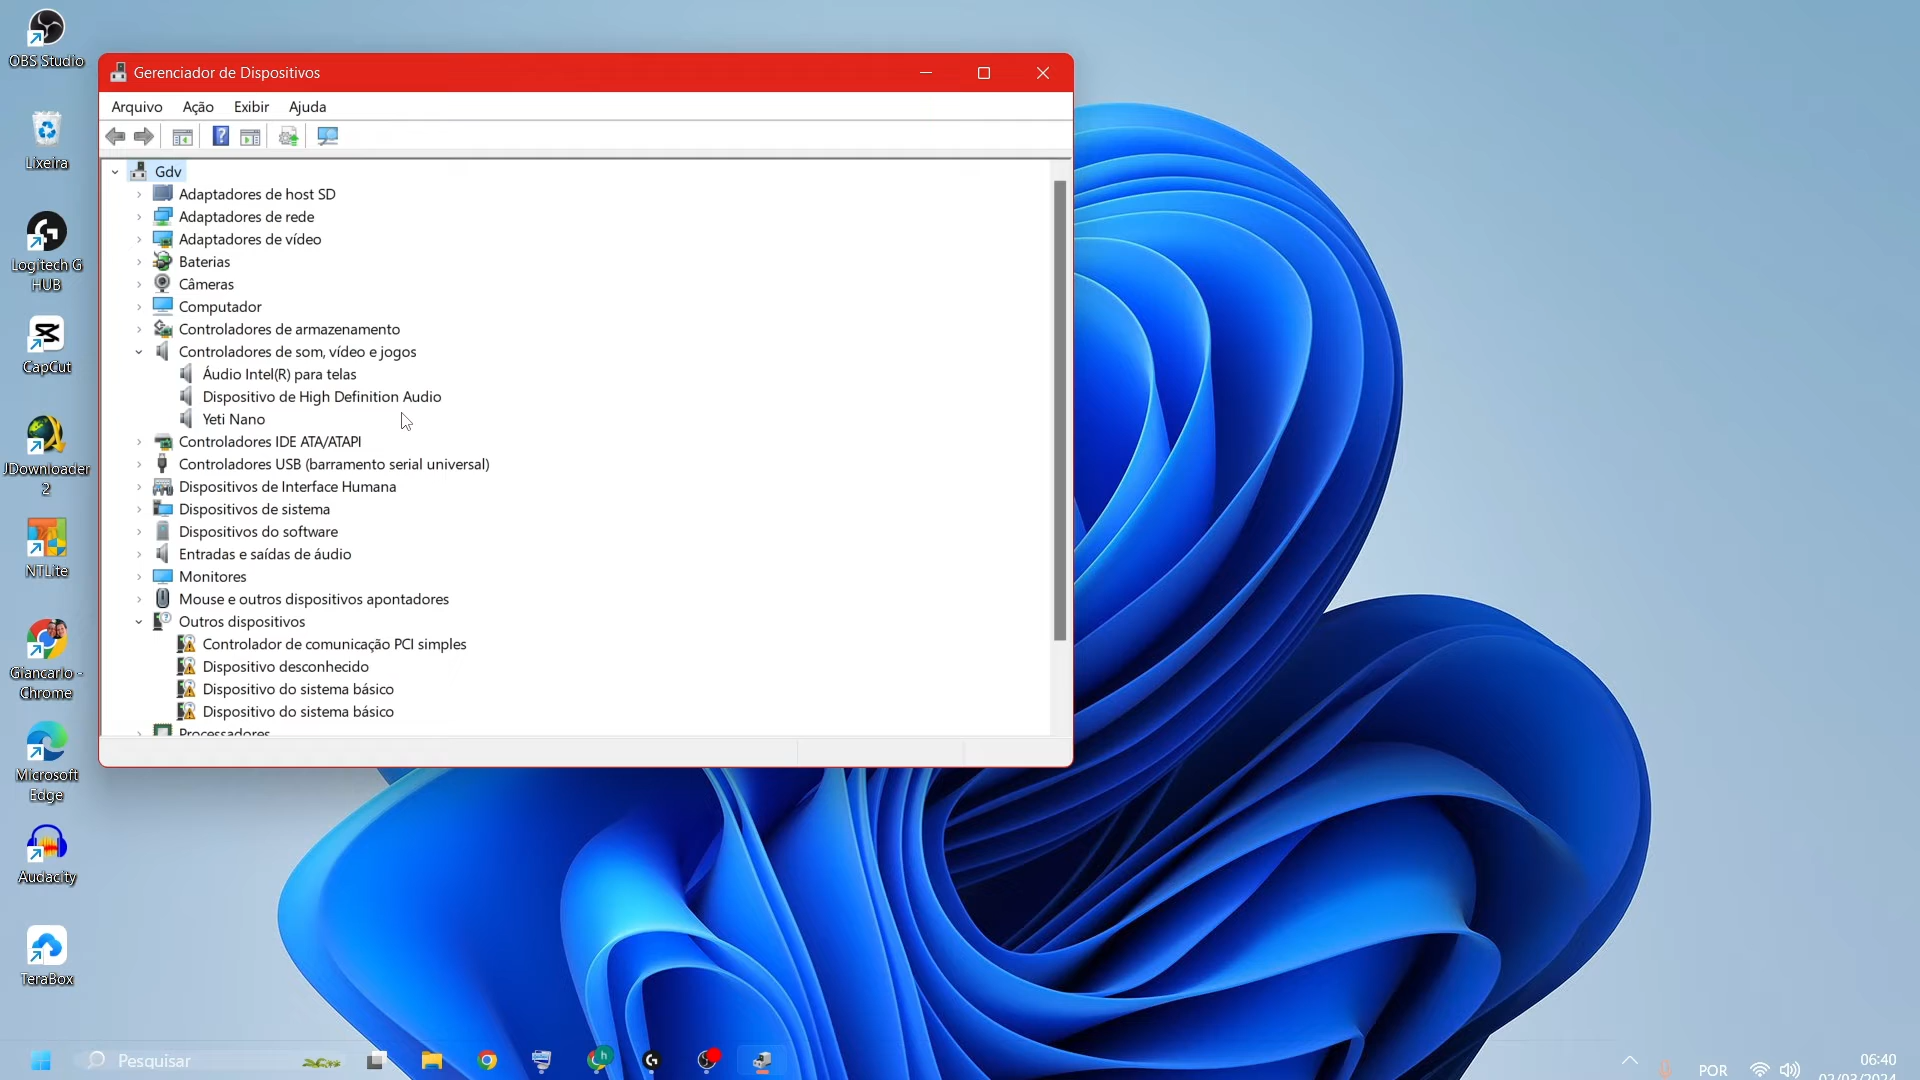 OBS Studio
Lixeira
Logitech G
HUB
CapCut
JDownloader
2
NTLite
Giancarlo -
Chrome
Microsoft
Edge
Audacity
TeraBox
Gerenciador de Dispositivos
Arquivo Ação Exibir Ajuda
Gdv
Adaptadores de host SD
Adaptadores de rede
Adaptadores de vídeo
Baterias
Câmeras
Computador
Controladores de armazenamento
Controladores de som, vídeo e jogos
Áudio Intel(R) para telas
Dispositivo de High Definition Audio
Yeti Nano
Controladores IDE ATA/ATAPI
Controladores USB (barramento serial universal)
Dispositivos de Interface Humana
Dispositivos de sistema
Dispositivos do software
Entradas e saídas de áudio
Monitores
Mouse e outros dispositivos apontadores
Outros dispositivos
Controlador de comunicação PCI simples
Dispositivo desconhecido
Dispositivo do sistema básico
Dispositivo do sistema básico
Processadores
Pesquisar
h
POR
06:40
02/03/2024